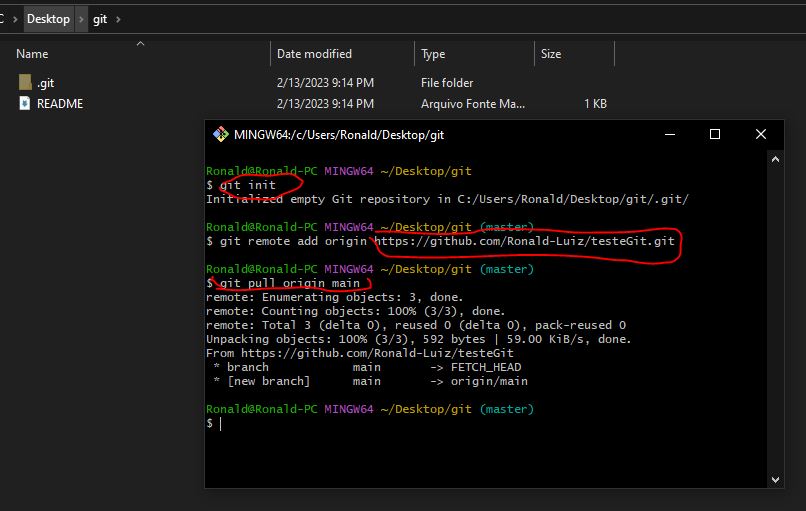 C > Desktop > git >
Name Date modified Type Size
.git 2/13/2023 9:14 PM File folder
README 2/13/2023 9:14 PM Arquivo Fonte Ma... 1 KB
MINGW64:/c/Users/Ronald/Desktop/git
Ronald@Ronald-PC MINGW64 ~/Desktop/git
$ git init
Initialized empty Git repository in C:/Users/Ronald/Desktop/git/.git/
Ronald@Ronald-PC MINGW64 ~/Desktop/git (master)
$ git remote add origin https://github.com/Ronald-Luiz/testeGit.git
Ronald@Ronald-PC MINGW64 ~/Desktop/git (master)
$ git pull origin main
remote: Enumerating objects: 3, done.
remote: Counting objects: 100% (3/3), done.
remote: Total 3 (delta 0), reused 0 (delta 0), pack-reused 0
Unpacking objects: 100% (3/3), 592 bytes | 59.00 KiB/s, done.
From https://github.com/Ronald-Luiz/testeGit
* branch main -> FETCH_HEAD
* [new branch] main -> origin/main
Ronald@Ronald-PC MINGW64 ~/Desktop/git (master)
$